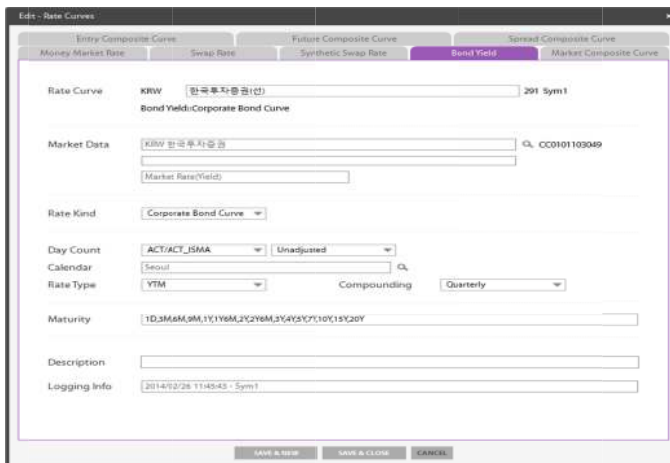 Edit - Rate Curves
Entry Composite Curve Future Composite Curve Spread Composite Curve
Money Market Rate Swap Rate Synthetic Swap Rate Bond Yield Market Composite Curve
Rate Curve KRW 한국투자증권(선) 291 Sym1
Bond Yield::Corporate Bond Curve
Market Data KRW 한국투자증권 CC0101103049
Market Rate(Yield)
Rate Kind Corporate Bond Curve
Day Count ACT/ACT_ISMA Unadjusted
Calendar Seoul
Rate Type YTM Compounding Quarterly
Maturity 1D,3M,6M,9M,1Y,1Y6M,2Y,2Y6M,3Y,4Y,5Y,7Y,10Y,15Y,20Y
Description
Logging Info 2014/02/26 11:45:43 - Sym1
SAVE & NEW SAVE & CLOSE CANCEL